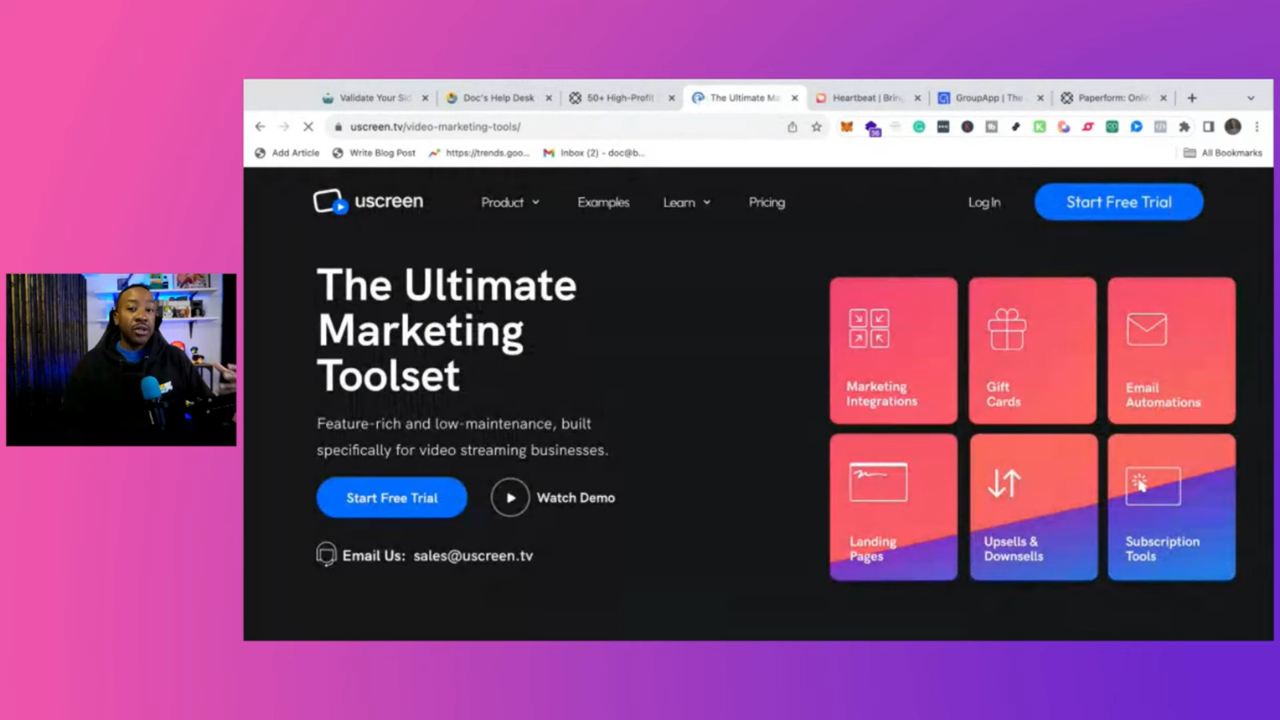 Validate Your Si
Doc's Help Desk
50+ High-Profit
The Ultimate Ma
Heartbeat | Brin
GroupApp | The
Paperform: Onli
uscreen.tv/video-marketing-tools/
Add Article
Write Blog Post
https://trends.goo...
Inbox (2) - doc@b...
All Bookmarks
uscreen
Product
Examples
Learn
Pricing
Log In
Start Free Trial
The Ultimate
Marketing
Toolset
Feature-rich and low-maintenance, built
specifically for video streaming businesses.
Start Free Trial
Watch Demo
Email Us: sales@uscreen.tv
Marketing
Integrations
Gift
Cards
Email
Automations
Landing
Pages
Upsells &
Downsells
Subscription
Tools